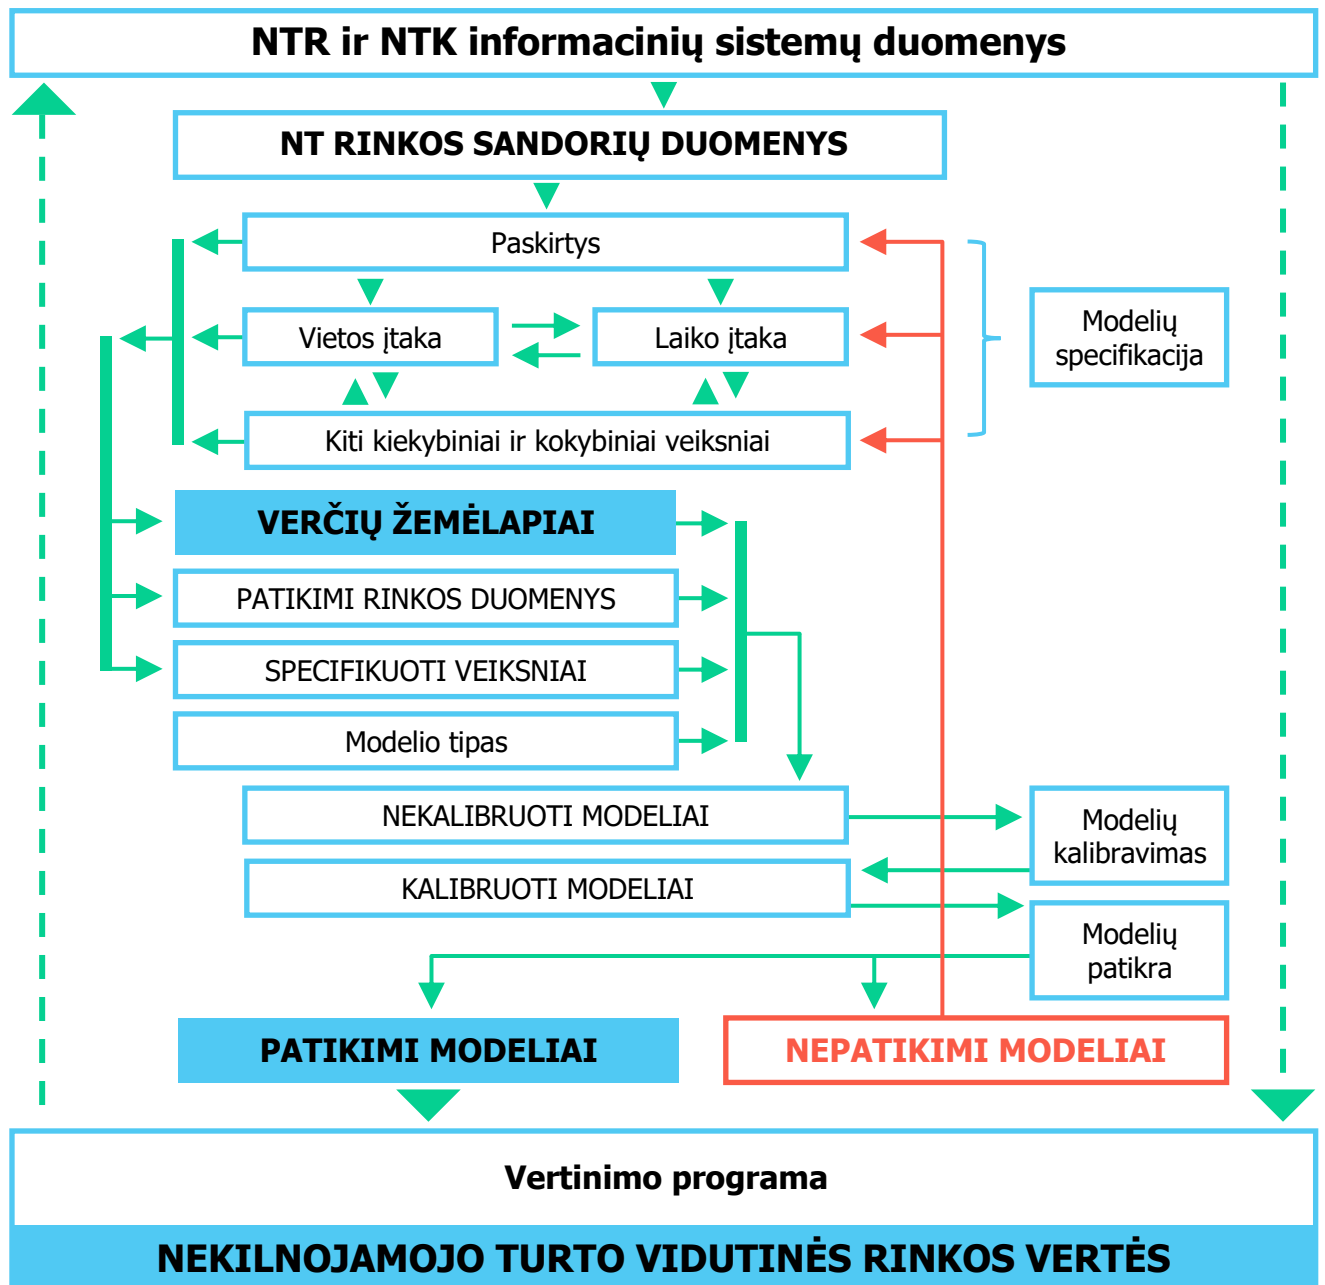 NTR ir NTK informacinių sistemų duomenys
NT RINKOS SANDORIŲ DUOMENYS
Paskirtys
Vietos įtaka
Laiko įtaka
Modelių
specifikacija
Kiti kiekybiniai ir kokybiniai veiksniai
VERČIŲ ŽEMĖLAPIAI
PATIKIMI RINKOS DUOMENYS
SPECIFIKUOTI VEIKSNIAI
Modelio tipas
NEKALIBRUOTI MODELIAI
Modelių
kalibravimas
KALIBRUOTI MODELIAI
Modelių
patikra
PATIKIMI MODELIAI
NEPATIKIMI MODELIAI
Vertinimo programa
NEKILNOJAMOJO TURTO VIDUTINĖS RINKOS VERTĖS